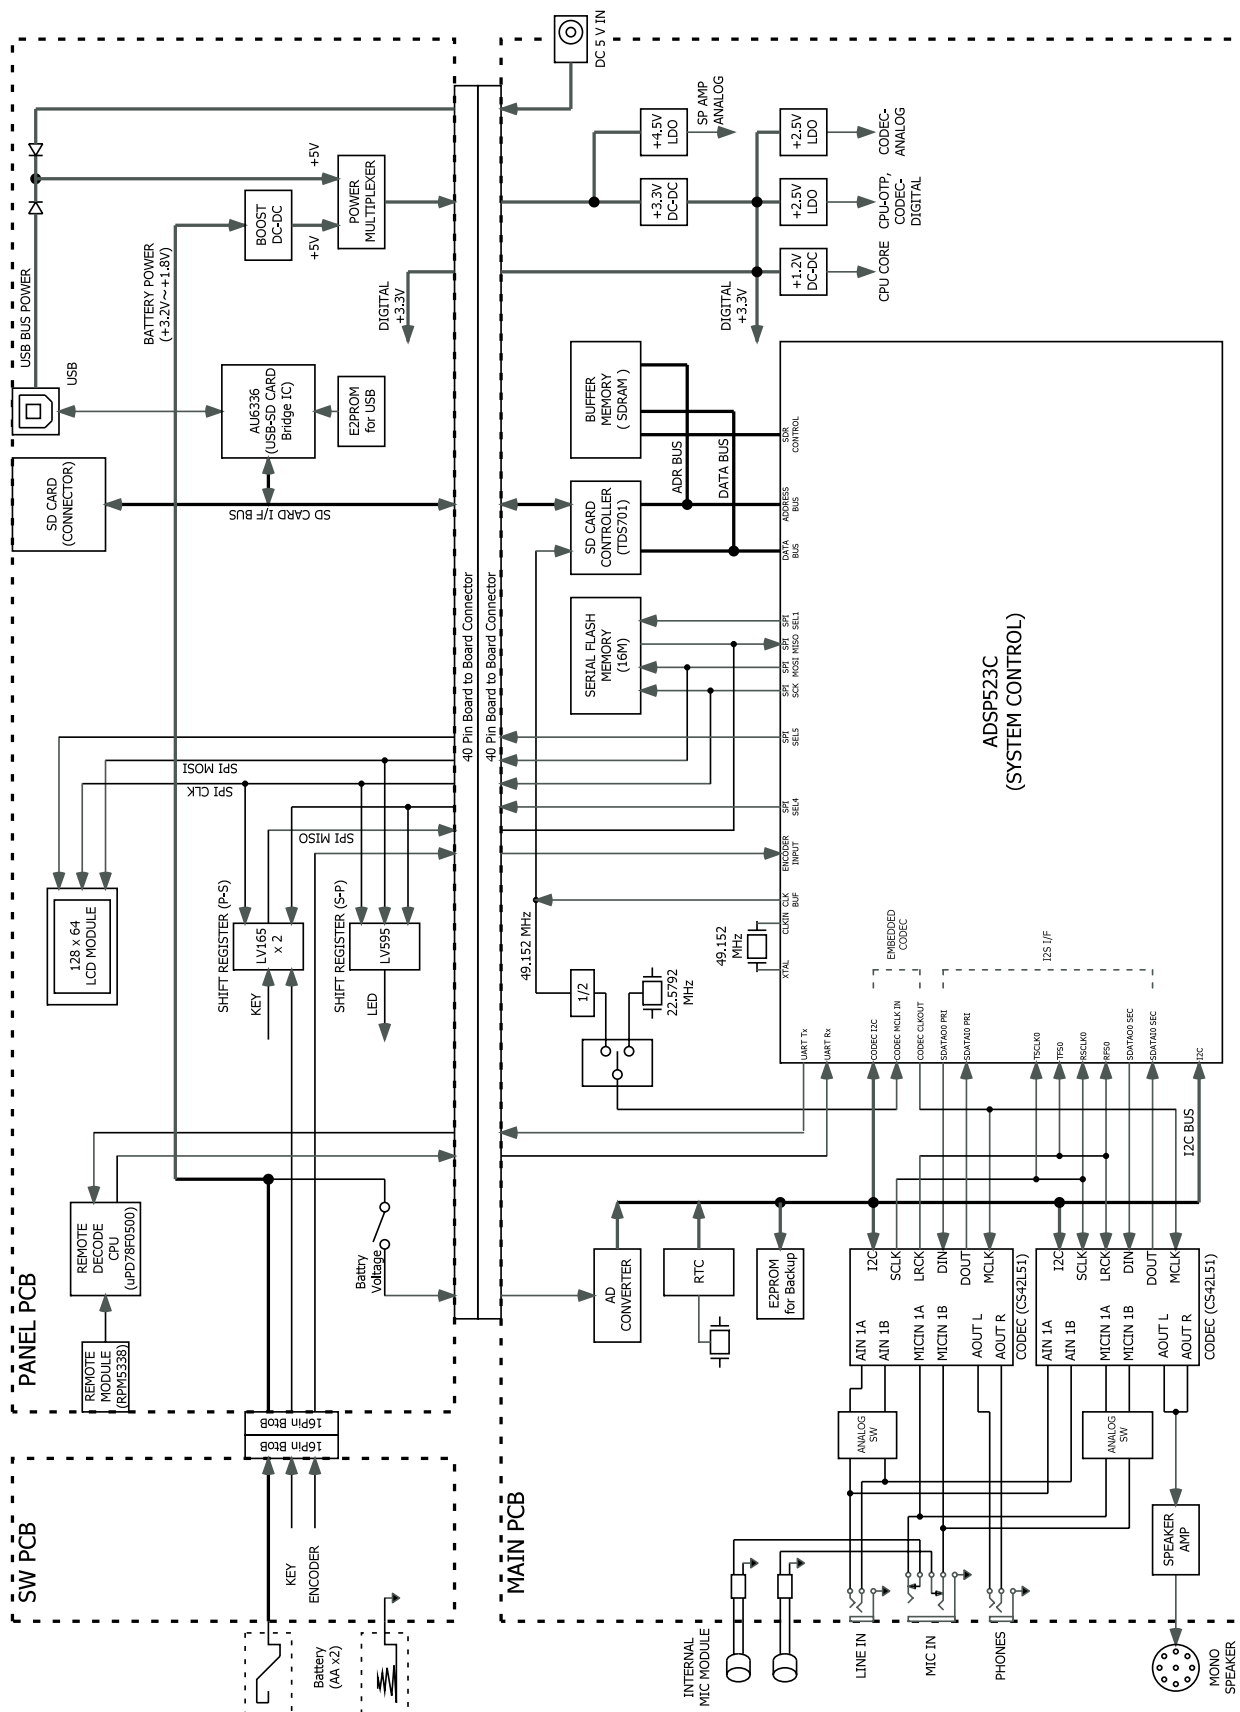 DC 5 V IN
+5V
POWER
MULTIPLEXER
BOOST
DC-DC
+5V
BATTERY POWER
(+3.2V~+1.8V)
USB BUS POWER
USB
DIGITAL
+3.3V
AU6336
(USB-SD CARD
Bridge IC)
E2PROM
for USB
SD CARD
(CONNECTOR)
SD CARD I/F BUS
+4.5V
LDO
SP AMP
ANALOG
+3.3V
DC-DC
+2.5V
LDO
CODEC-
ANALOG
+2.5V
LDO
CPU-OTP,
CODEC-
DIGITAL
+1.2V
DC-DC
CPU CORE
DIGITAL
+3.3V
BUFFER
MEMORY
( SDRAM )
ADR BUS
DATA BUS
SD CARD
CONTROLLER
(TDS701)
SERIAL FLASH
MEMORY
(16M)
40 Pin Board to Board Connector
40 Pin Board to Board Connector
SPI MOSI
SPI CLK
SPI MISO
128 x 64
LCD MODULE
SHIFT REGISTER (P-S)
LV165
x 2
KEY
SHIFT REGISTER (S-P)
LV595
LED
SDR
CONTROL
ADDRESS
BUS
DATA
BUS
SPI
SEL1
SPI
MISO
SPI
MOSI
SPI
SCK
SPI
SEL5
SPI
SEL4
ENCODER
INPUT
CLK
BUF
CLKIN
XTAL
ADSP523C
(SYSTEM CONTROL)
49.152 MHz
49.152
MHz
1/2
22.5792
MHz
EMBEDDED
CODEC
I2S I/F
UART Tx
UART Rx
CODEC I2C
CODEC MCLK IN
CODEC CLKOUT
SDATAO0 PRI
SDATAI0 PRI
TSCLK0
TFS0
RSCLK0
RFS0
SDATAO0 SEC
SDATAI0 SEC
I2C
I2C BUS
REMOTE
DECODE
CPU
(uPD78F0500)
REMOTE
MODULE
(RPM5338)
PANEL PCB
Battry
Voltage
AD
CONVERTER
RTC
E2PROM
for Backup
I2C
SCLK
LRCK
DIN
DOUT
MCLK
AIN 1A
AIN 1B
MICIN 1A
MICIN 1B
AOUT L
AOUT R
CODEC (CS42L51)
I2C
SCLK
LRCK
DIN
DOUT
MCLK
AIN 1A
AIN 1B
MICIN 1A
MICIN 1B
AOUT L
AOUT R
CODEC (CS42L51)
16Pin BtoB
16Pin BtoB
SW PCB
KEY
ENCODER
Battery
(AA x2)
MAIN PCB
ANALOG
SW
ANALOG
SW
SPEAKER
AMP
INTERNAL
MIC MODULE
LINE IN
MIC IN
PHONES
MONO
SPEAKER